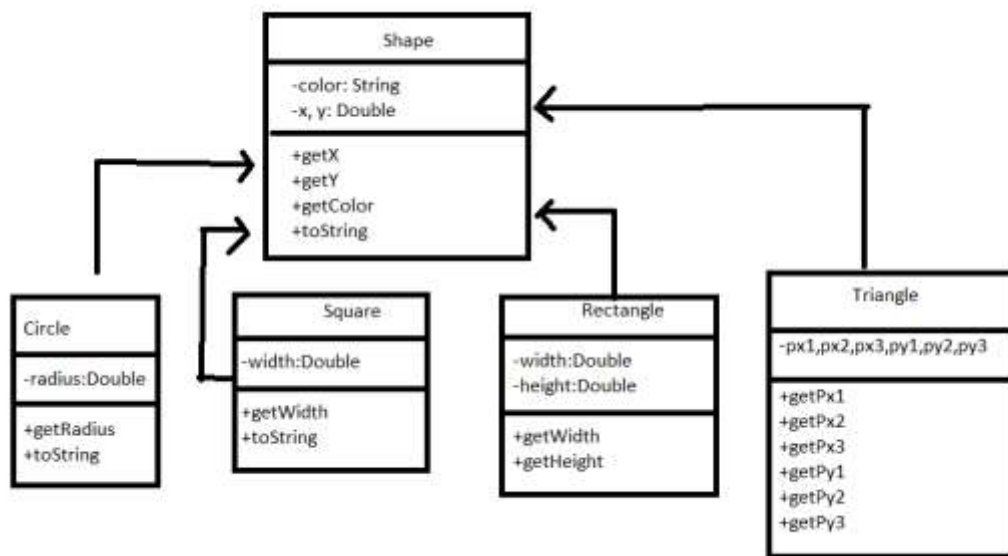 Shape
-color: String
-x, y: Double
+getX
+getY
+getColor
+toString
Circle
-radius:Double
+getRadius
+toString
Square
-width:Double
+getWidth
+toString
Rectangle
-width:Double
-height:Double
+getWidth
+getHeight
Triangle
-px1,px2,px3,py1,py2,py3
+getPx1
+getPx2
+getPx3
+getPy1
+getPy2
+getPy3